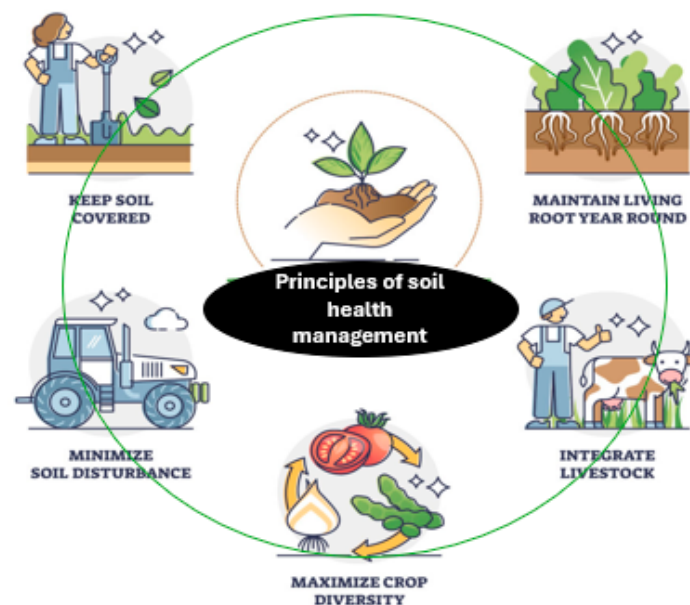 KEEP SOIL
COVERED
MAINTAIN LIVING
ROOT YEAR ROUND
Principles of soil
health
management
MINIMIZE
SOIL DISTURBANCE
INTEGRATE
LIVESTOCK
MAXIMIZE CROP
DIVERSITY